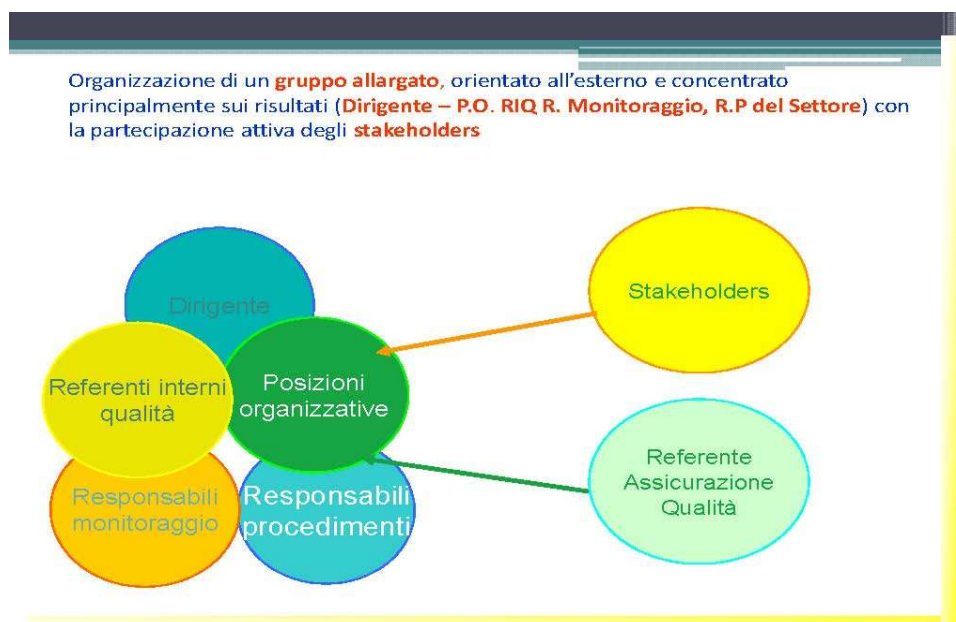 Organizzazione di un gruppo allargato, orientato all'esterno e concentrato
principalmente sui risultati (Dirigente – P.O. RIQ R. Monitoraggio, R.P del Settore) con
la partecipazione attiva degli stakeholders
Dirigente
Stakeholders
Referenti interni
qualità
Posizioni
organizzative
Responsabili
monitoraggio
Responsabili
procedimenti
Referente
Assicurazione
Qualità